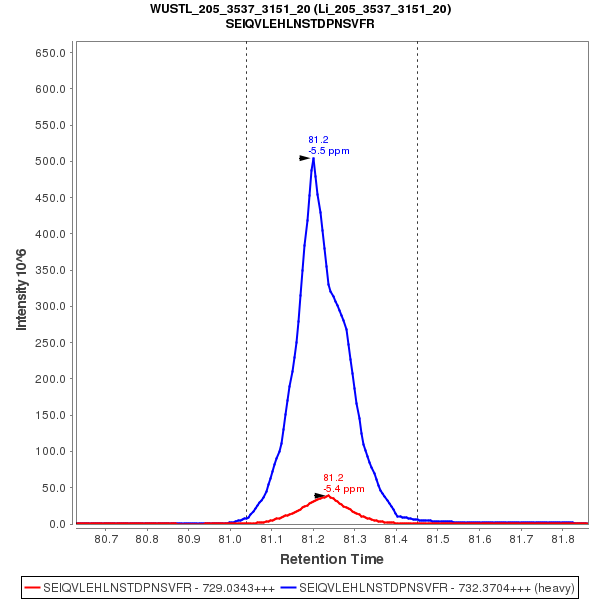 WUSTL_205_3537_3151_20 (Li_205_3537_3151_20)
SEIQVLEHLNSTDPNSVFR
Intensity 10^6
650.0
600.0
550.0
500.0
450.0
400.0
350.0
300.0
250.0
200.0
150.0
100.0
50.0
0.0
81.2
-5.5 ppm
81.2
-5.4 ppm
80.7 80.8 80.9 81.0 81.1 81.2 81.3 81.4 81.5 81.6 81.7 81.8
Retention Time
SEIQVLEHLNSTDPNSVFR - 729.0343+++ SEIQVLEHLNSTDPNSVFR - 732.3704+++ (heavy)